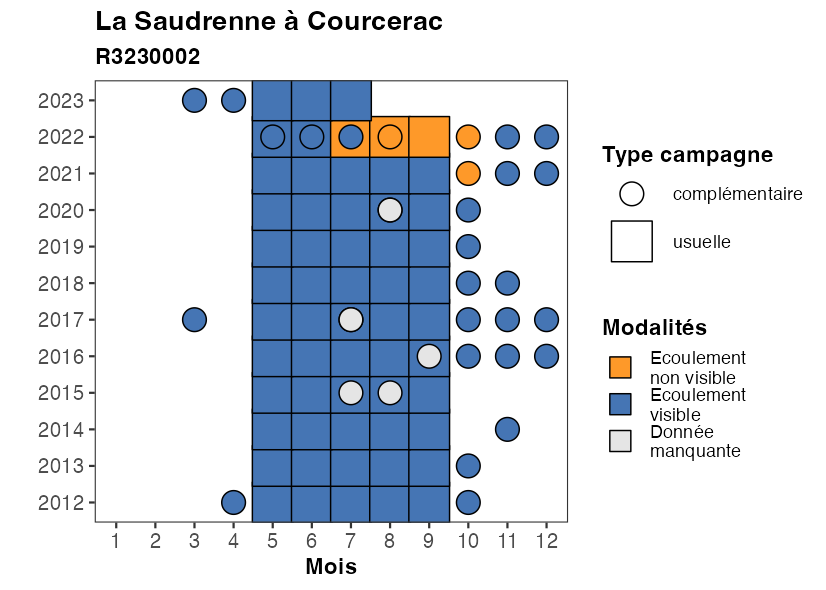 La Saudrenne à Courcerac
R3230002
2023
2022
2021
2020
2019
2018
2017
2016
2015
2014
2013
2012
1 2 3 4 5 6 7 8 9 10 11 12
Mois
Type campagne
complémentaire
usuelle
Modalités
Ecoulement
non visible
Ecoulement
visible
Donnée
manquante